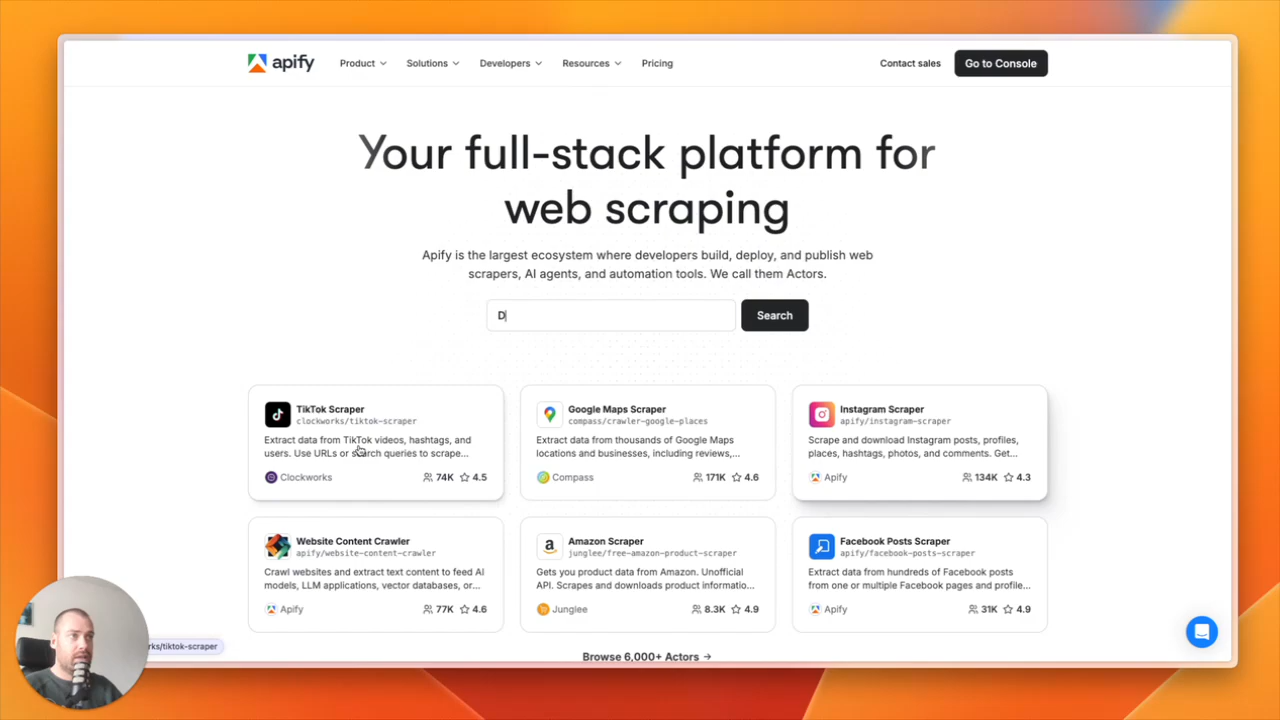 apify
Product
Solutions
Developers
Resources
Pricing
Contact sales
Go to Console
Your full-stack platform for
web scraping
Apify is the largest ecosystem where developers build, deploy, and publish web
scrapers, AI agents, and automation tools. We call them Actors.
D
Search
TikTok Scraper
clockworks/tiktok-scraper
Extract data from TikTok videos, hashtags, and
users. Use URLs or search queries to scrape...
Clockworks
74K
4.5
Google Maps Scraper
compass/crawler-google-places
Extract data from thousands of Google Maps
locations and businesses, including reviews,...
Compass
171K
4.6
Instagram Scraper
apify/instagram-scraper
Scrape and download Instagram posts, profiles,
places, hashtags, photos, and comments. Get...
Apify
134K
4.3
Website Content Crawler
apify/website-content-crawler
Crawl websites and extract text content to feed AI
models, LLM applications, vector databases, or...
Apify
77K
4.6
Amazon Scraper
junglee/free-amazon-product-scraper
Gets you product data from Amazon. Unofficial
API. Scrapes and downloads product informatio...
Junglee
8.3K
4.9
Facebook Posts Scraper
apify/facebook-posts-scraper
Extract data from hundreds of Facebook posts
from one or multiple Facebook pages and profile...
Apify
31K
4.9
Browse 6,000+ Actors →
rks/tiktok-scraper